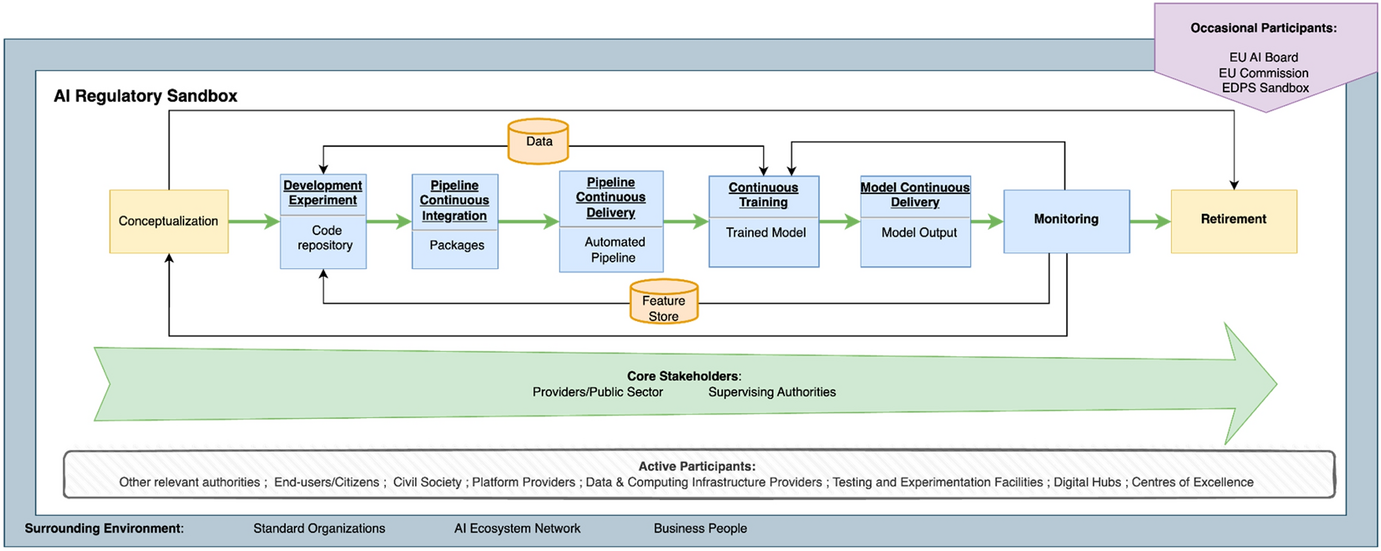 Occasional Participants:
EU AI Board
EU Commission
EDPS Sandbox
AI Regulatory Sandbox
Data
Conceptualization
Development
Experiment
Code
repository
Pipeline
Continuous
Integration
Packages
Pipeline
Continuous
Delivery
Automated
Pipeline
Continuous
Training
Trained Model
Model Continuous
Delivery
Model Output
Monitoring
Retirement
Feature
Store
Core Stakeholders:
Providers/Public Sector Supervising Authorities
Active Participants:
Other relevant authorities ; End-users/Citizens ; Civil Society ; Platform Providers ; Data & Computing Infrastructure Providers ; Testing and Experimentation Facilities ; Digital Hubs ; Centres of Excellence
Surrounding Environment: Standard Organizations AI Ecosystem Network Business People